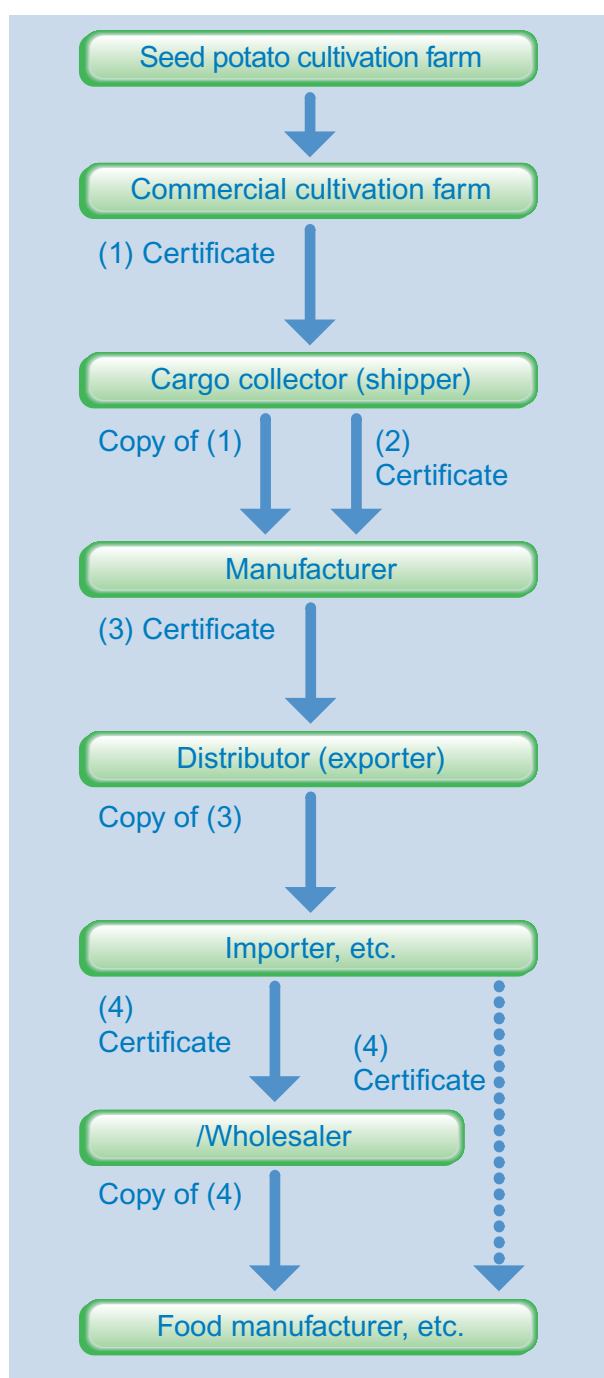 Seed potato cultivation farm
Commercial cultivation farm
(1) Certificate
Cargo collector (shipper)
Copy of (1)
(2)
Certificate
Manufacturer
(3) Certificate
Distributor (exporter)
Copy of (3)
Importer, etc.
(4)
Certificate
(4)
Certificate
/Wholesaler
Copy of (4)
Food manufacturer, etc.